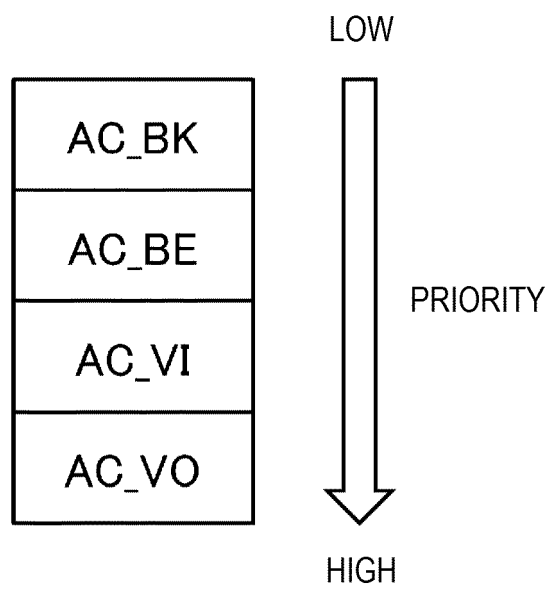 LOW
AC_BK
AC_BE
AC_VI
AC_VO
PRIORITY
HIGH